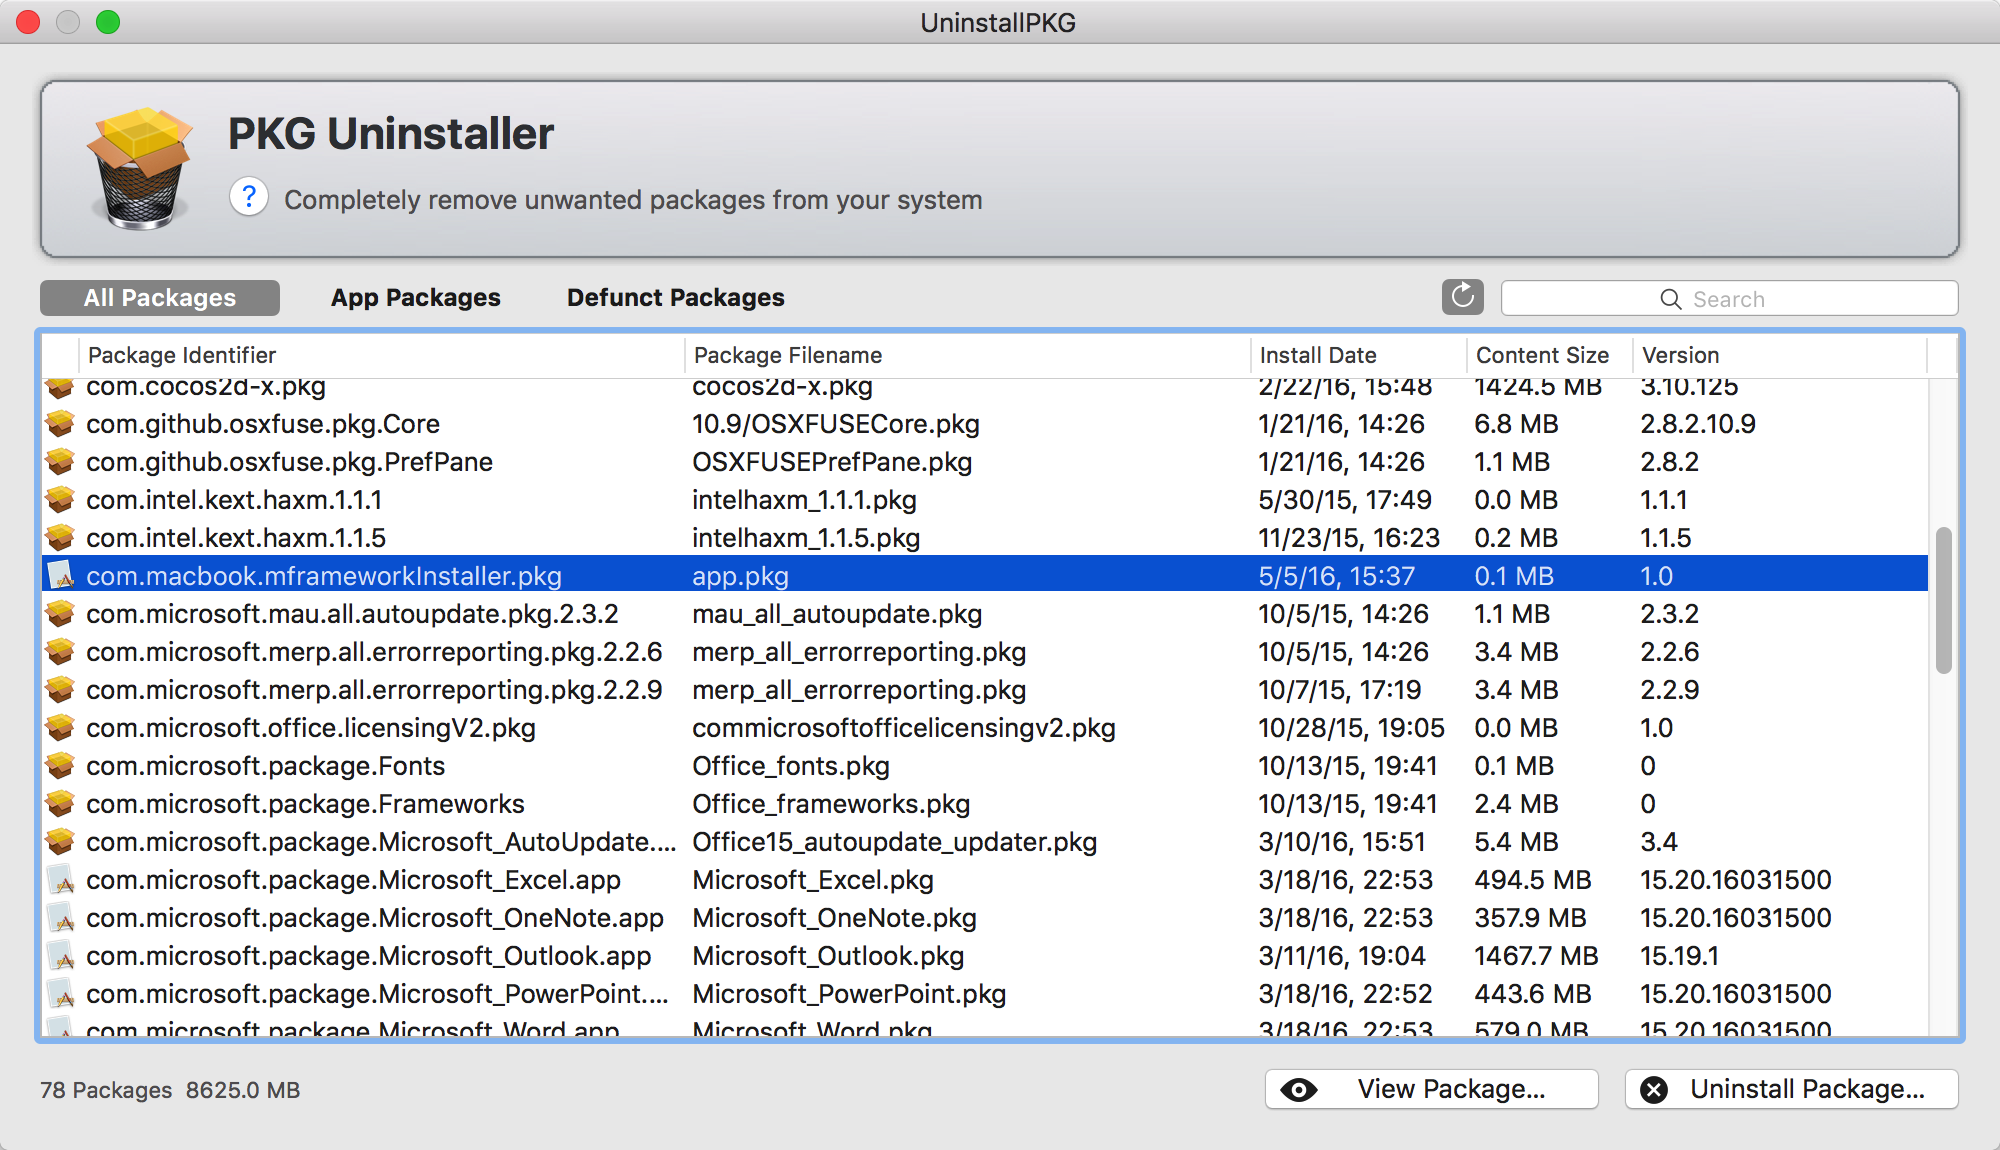 UninstallPKG
PKG Uninstaller
? Completely remove unwanted packages from your system
All Packages App Packages Defunct Packages Search
Package Identifier Package Filename Install Date Content Size Version
com.cocos2d-x.pkg cocos2d-x.pkg 2/22/16, 15:48 1424.5 MB 3.10.125
com.github.osxfuse.pkg.Core 10.9/OSXFUSECore.pkg 1/21/16, 14:26 6.8 MB 2.8.2.10.9
com.github.osxfuse.pkg.PrefPane OSXFUSEPrefPane.pkg 1/21/16, 14:26 1.1 MB 2.8.2
com.intel.kext.haxm.1.1.1 intelhaxm_1.1.1.pkg 5/30/15, 17:49 0.0 MB 1.1.1
com.intel.kext.haxm.1.1.5 intelhaxm_1.1.5.pkg 11/23/15, 16:23 0.2 MB 1.1.5
com.macbook.mframeworkInstaller.pkg app.pkg 5/5/16, 15:37 0.1 MB 1.0
com.microsoft.mau.all.autoupdate.pkg.2.3.2 mau_all_autoupdate.pkg 10/5/15, 14:26 1.1 MB 2.3.2
com.microsoft.merp.all.errorreporting.pkg.2.2.6 merp_all_errorreporting.pkg 10/5/15, 14:26 3.4 MB 2.2.6
com.microsoft.merp.all.errorreporting.pkg.2.2.9 merp_all_errorreporting.pkg 10/7/15, 17:19 3.4 MB 2.2.9
com.microsoft.office.licensingV2.pkg commicrosoftofficelicensingv2.pkg 10/28/15, 19:05 0.0 MB 1.0
com.microsoft.package.Fonts Office_fonts.pkg 10/13/15, 19:41 0.1 MB 0
com.microsoft.package.Frameworks Office_frameworks.pkg 10/13/15, 19:41 2.4 MB 0
com.microsoft.package.Microsoft_AutoUpdate.... Office15_autoupdate_updater.pkg 3/10/16, 15:51 5.4 MB 3.4
com.microsoft.package.Microsoft_Excel.app Microsoft_Excel.pkg 3/18/16, 22:53 494.5 MB 15.20.16031500
com.microsoft.package.Microsoft_OneNote.app Microsoft_OneNote.pkg 3/18/16, 22:53 357.9 MB 15.20.16031500
com.microsoft.package.Microsoft_Outlook.app Microsoft_Outlook.pkg 3/11/16, 19:04 1467.7 MB 15.19.1
com.microsoft.package.Microsoft_PowerPoint.... Microsoft_PowerPoint.pkg 3/18/16, 22:52 443.6 MB 15.20.16031500
com.microsoft.package.Microsoft_Word.app Microsoft_Word.pkg 3/18/16, 22:53 579.0 MB 15.20.16031500
78 Packages 8625.0 MB View Package... Uninstall Package...